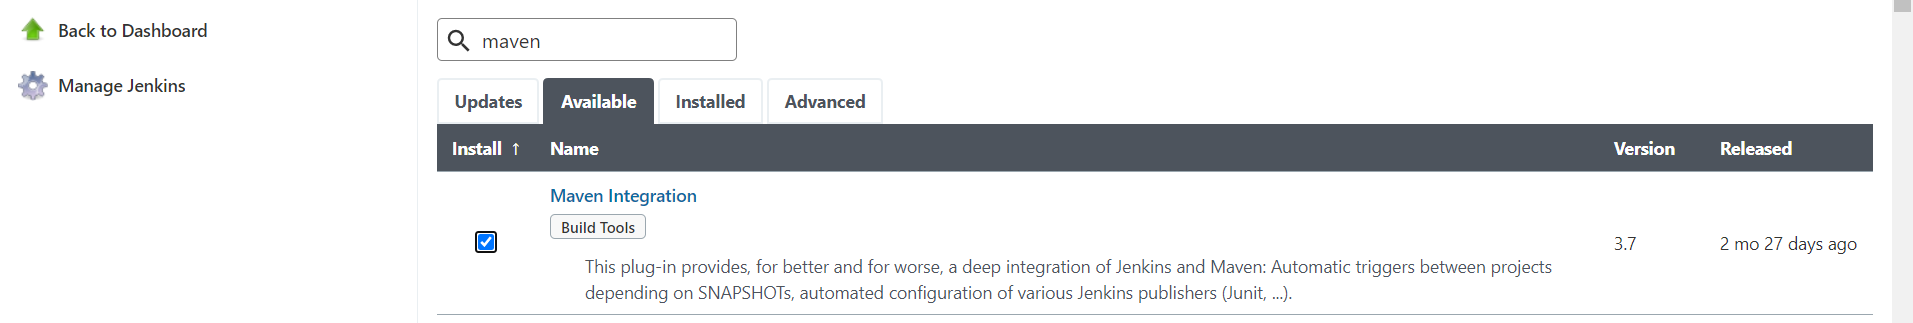 Back to Dashboard
Manage Jenkins
maven
Updates Available Installed Advanced
Install ↑ Name Version Released
Maven Integration
Build Tools
3.7 2 mo 27 days ago
This plug-in provides, for better and for worse, a deep integration of Jenkins and Maven: Automatic triggers between projects
depending on SNAPSHOTs, automated configuration of various Jenkins publishers (Junit, ...).